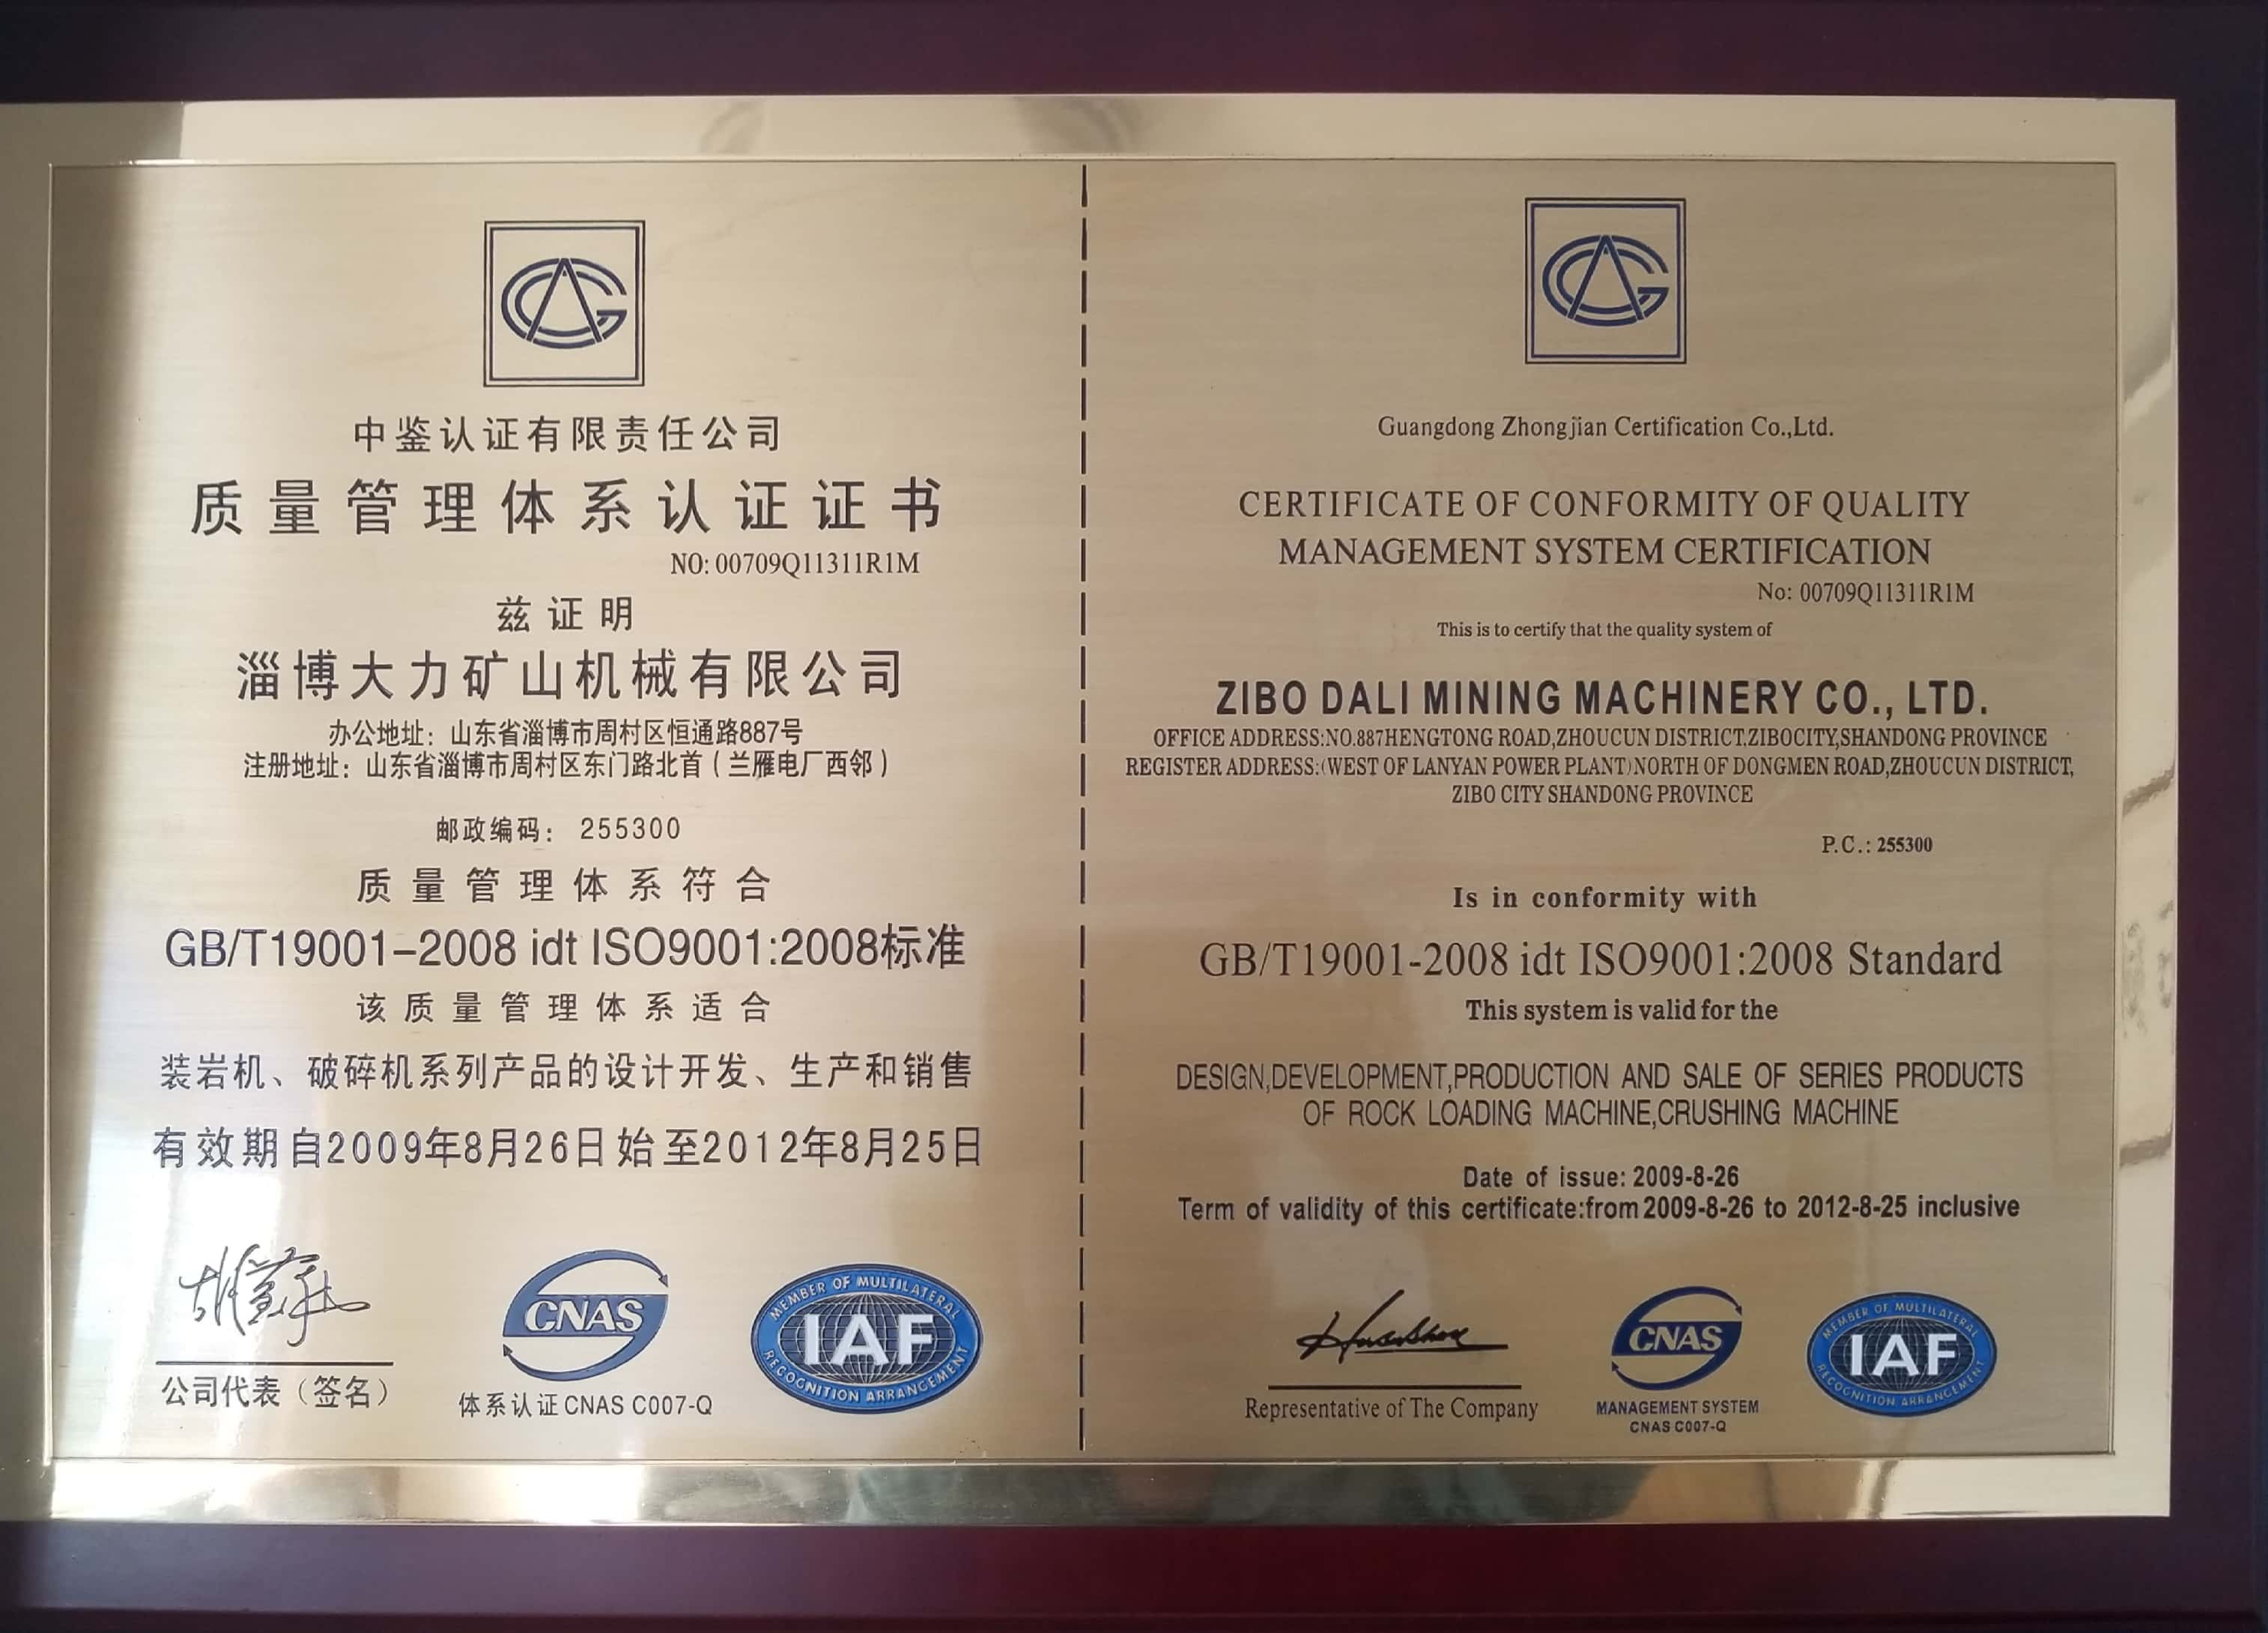 中鉴认证有限责任公司
质量管理体系认证证书
NO: 00709Q11311R1M
兹证明
淄博大力矿山机械有限公司
办公地址：山东省淄博市周村区恒通路887号
注册地址：山东省淄博市周村区东门路北首（兰雁电厂西邻）
邮政编码： 255300
质量管理体系符合
GB/T19001-2008 idt ISO9001:2008标准
该质量管理体系适合
装岩机、破碎机系列产品的设计开发、生产和销售
有效期自2009年8月26日始至2012年8月25日
公司代表（签名）
CNAS
体系认证 CNAS C007-Q
MEMBER OF MULTILATERAL
IAF
RECOGNITION ARRANGEMENT
Guangdong Zhongjian Certification Co.,Ltd.
CERTIFICATE OF CONFORMITY OF QUALITY
MANAGEMENT SYSTEM CERTIFICATION
No: 00709Q11311R1M
This is to certify that the quality system of
ZIBO DALI MINING MACHINERY CO., LTD.
OFFICE ADDRESS:NO.887HENGTONG ROAD,ZHOUCUN DISTRICT,ZIBOCITY,SHANDONG PROVINCE
REGISTER ADDRESS:(WEST OF LANYAN POWER PLANT)NORTH OF DONGMEN ROAD,ZHOUCUN DISTRICT,
ZIBO CITY SHANDONG PROVINCE
P.C.: 255300
Is in conformity with
GB/T19001-2008 idt ISO9001:2008 Standard
This system is valid for the
DESIGN,DEVELOPMENT,PRODUCTION AND SALE OF SERIES PRODUCTS
OF ROCK LOADING MACHINE,CRUSHING MACHINE
Date of issue: 2009-8-26
Term of validity of this certificate:from 2009-8-26 to 2012-8-25 inclusive
Representative of The Company
CNAS
MANAGEMENT SYSTEM
CNAS C007-Q
MEMBER OF MULTILATERAL
IAF
RECOGNITION ARRANGEMENT